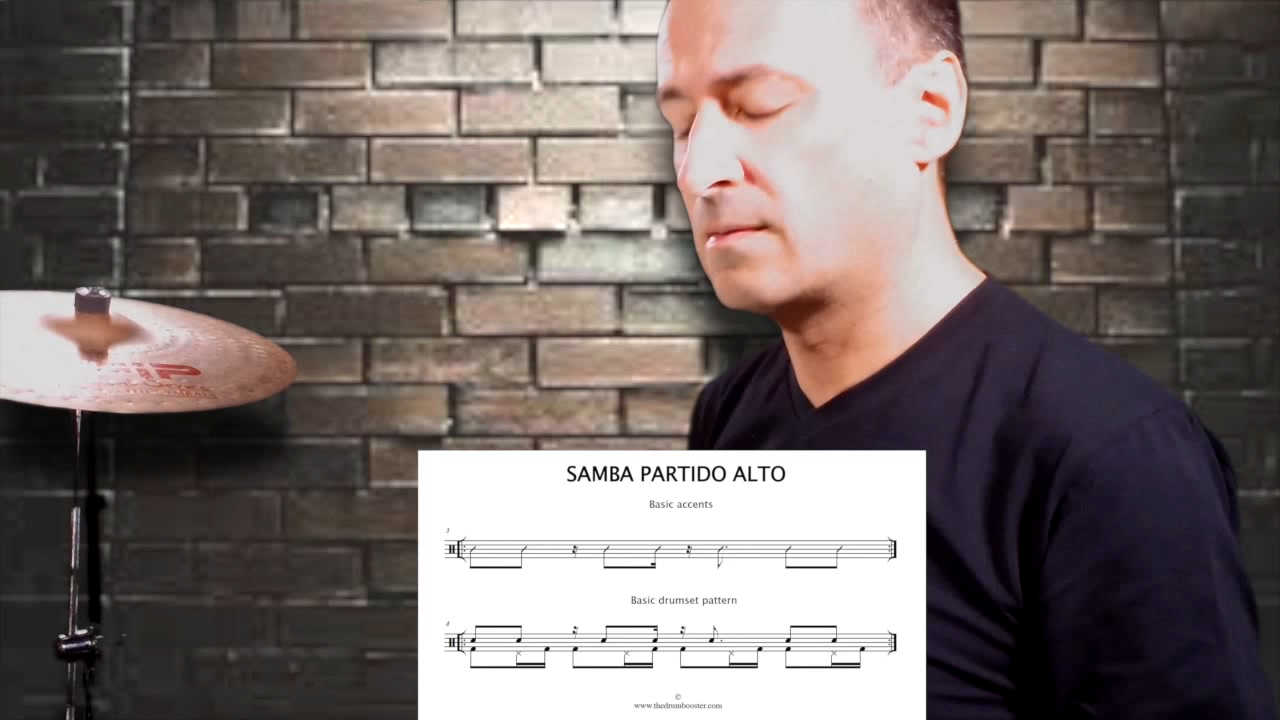 SAMBA PARTIDO ALTO
Basic accents
3
Basic drumset pattern
4
©
www.thedrumbooster.com